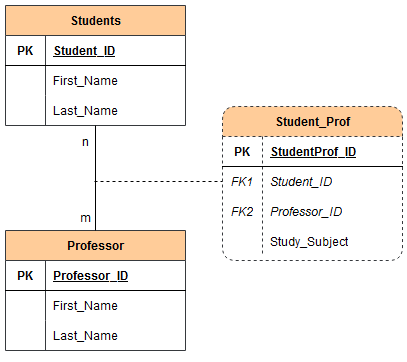 Students
PK Student_ID
First_Name
Last_Name
n
Student_Prof
PK StudentProf_ID
FK1 Student_ID
FK2 Professor_ID
Study_Subject
m
Professor
PK Professor_ID
First_Name
Last_Name